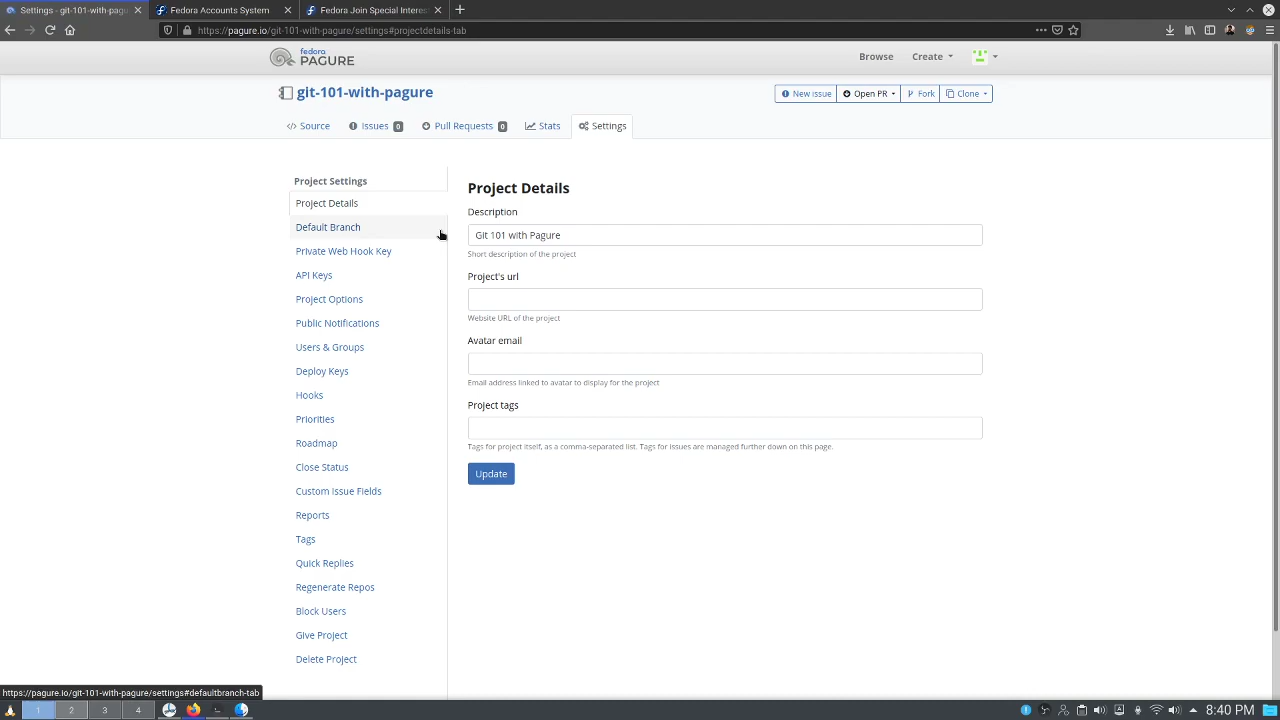 Settings - git-101-with-pag
Fedora Accounts System
Fedora Join Special Interes
https://pagure.io/git-101-with-pagure/settings#projectdetails-tab
fedora
PAGURE
Browse
Create
git-101-with-pagure
New issue
Open PR
Fork
Clone
Source
Issues 0
Pull Requests 0
Stats
Settings
Project Settings
Project Details
Default Branch
Private Web Hook Key
API Keys
Project Options
Public Notifications
Users & Groups
Deploy Keys
Hooks
Priorities
Roadmap
Close Status
Custom Issue Fields
Reports
Tags
Quick Replies
Regenerate Repos
Block Users
Give Project
Delete Project
Project Details
Description
Git 101 with Pagure
Short description of the project
Project's url
Website URL of the project
Avatar email
Email address linked to avatar to display for the project
Project tags
Tags for project itself, as a comma-separated list. Tags for issues are managed further down on this page.
Update
https://pagure.io/git-101-with-pagure/settings#defaultbranch-tab
1 2 3 4
8:40 PM